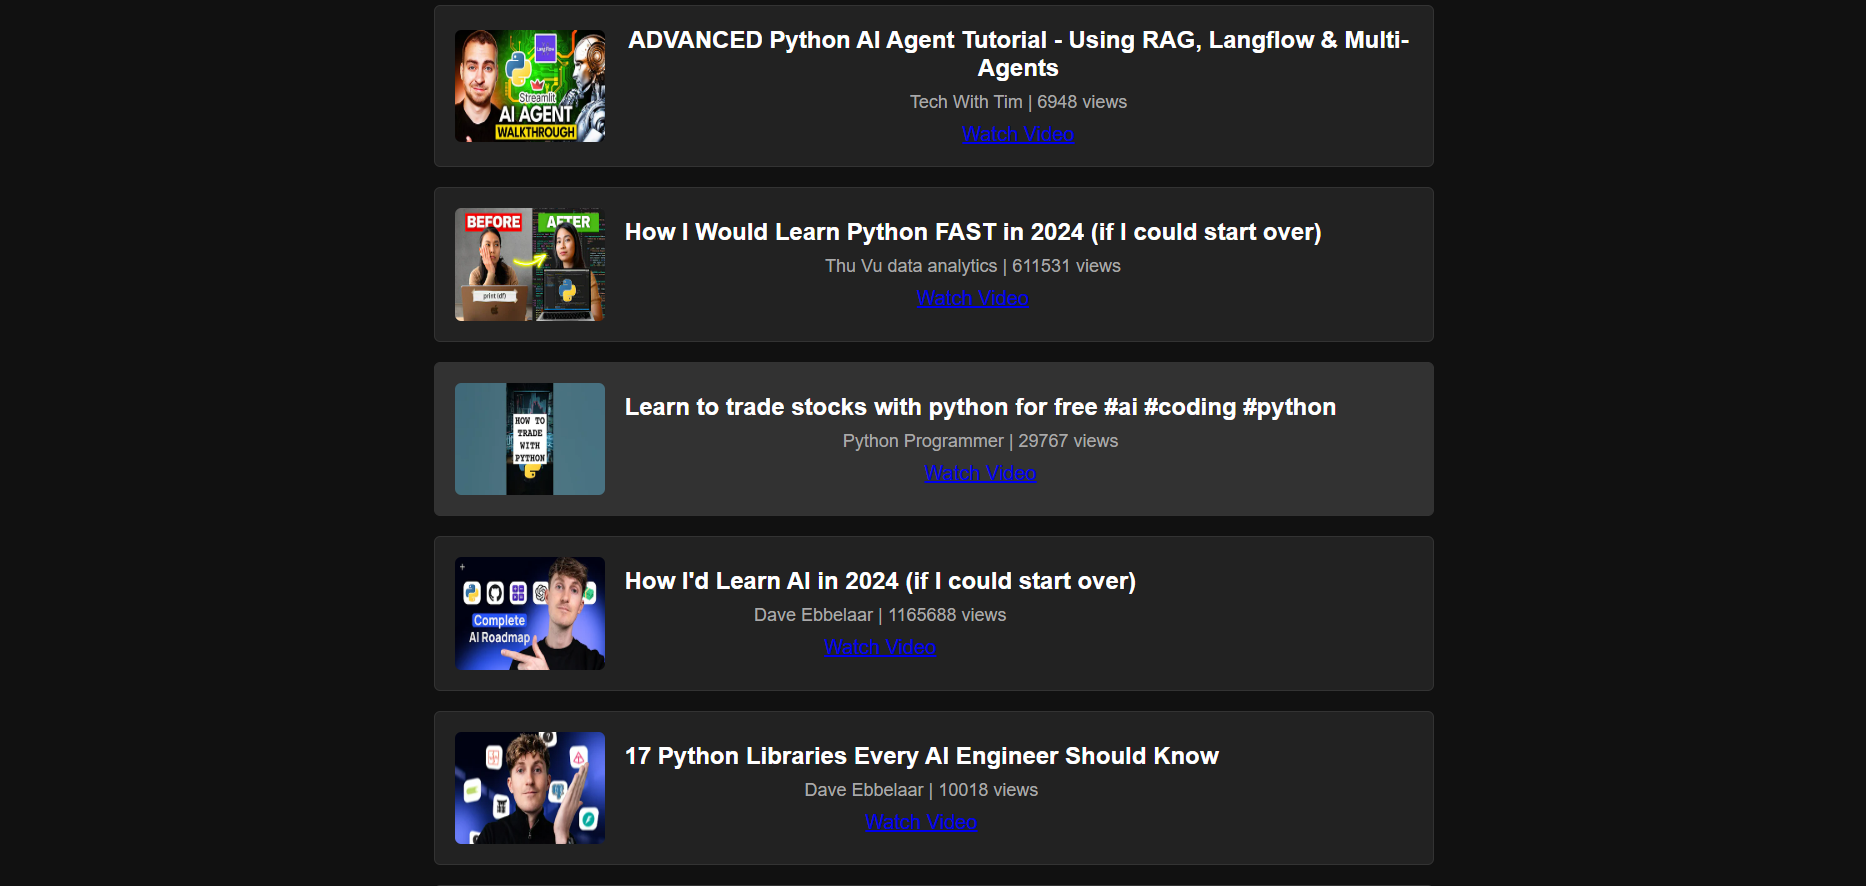 Lang Flow
Streamlit
AI AGENT
WALKTHROUGH
ADVANCED Python AI Agent Tutorial - Using RAG, Langflow & Multi-
Agents
Tech With Tim | 6948 views
Watch Video
BEFORE
AFTER
print (df)
How I Would Learn Python FAST in 2024 (if I could start over)
Thu Vu data analytics | 611531 views
Watch Video
HOW TO
TRADE
WITH
PYTHON
Learn to trade stocks with python for free #ai #coding #python
Python Programmer | 29767 views
Watch Video
Complete
AI Roadmap
How I'd Learn AI in 2024 (if I could start over)
Dave Ebbelaar | 1165688 views
Watch Video
17 Python Libraries Every AI Engineer Should Know
Dave Ebbelaar | 10018 views
Watch Video